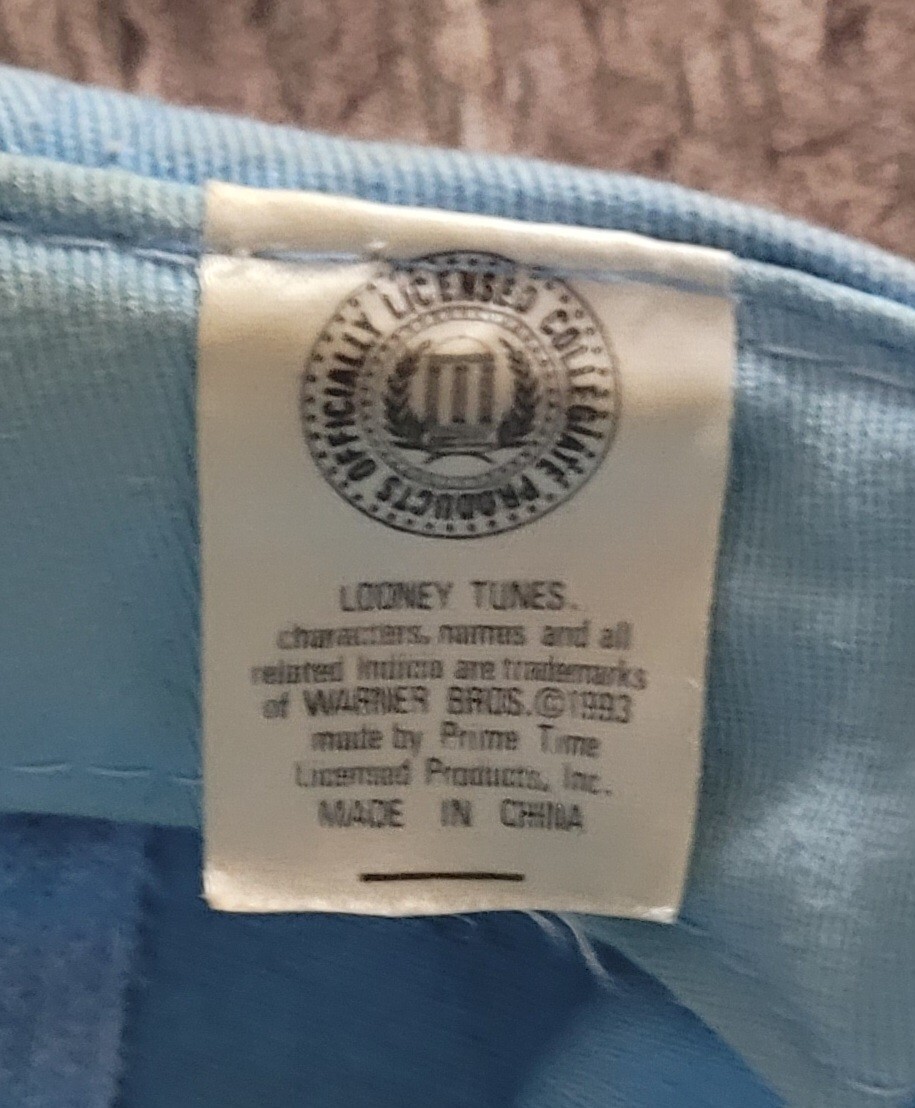 OFFICIALLY LICENSED COLLEGIATE PRODUCTS
LOONEY TUNES.
characters, names and all
related indicia are trademarks
of WARNER BROS.©1993
made by Prime Time
Licensed Products, Inc.
MADE IN CHINA